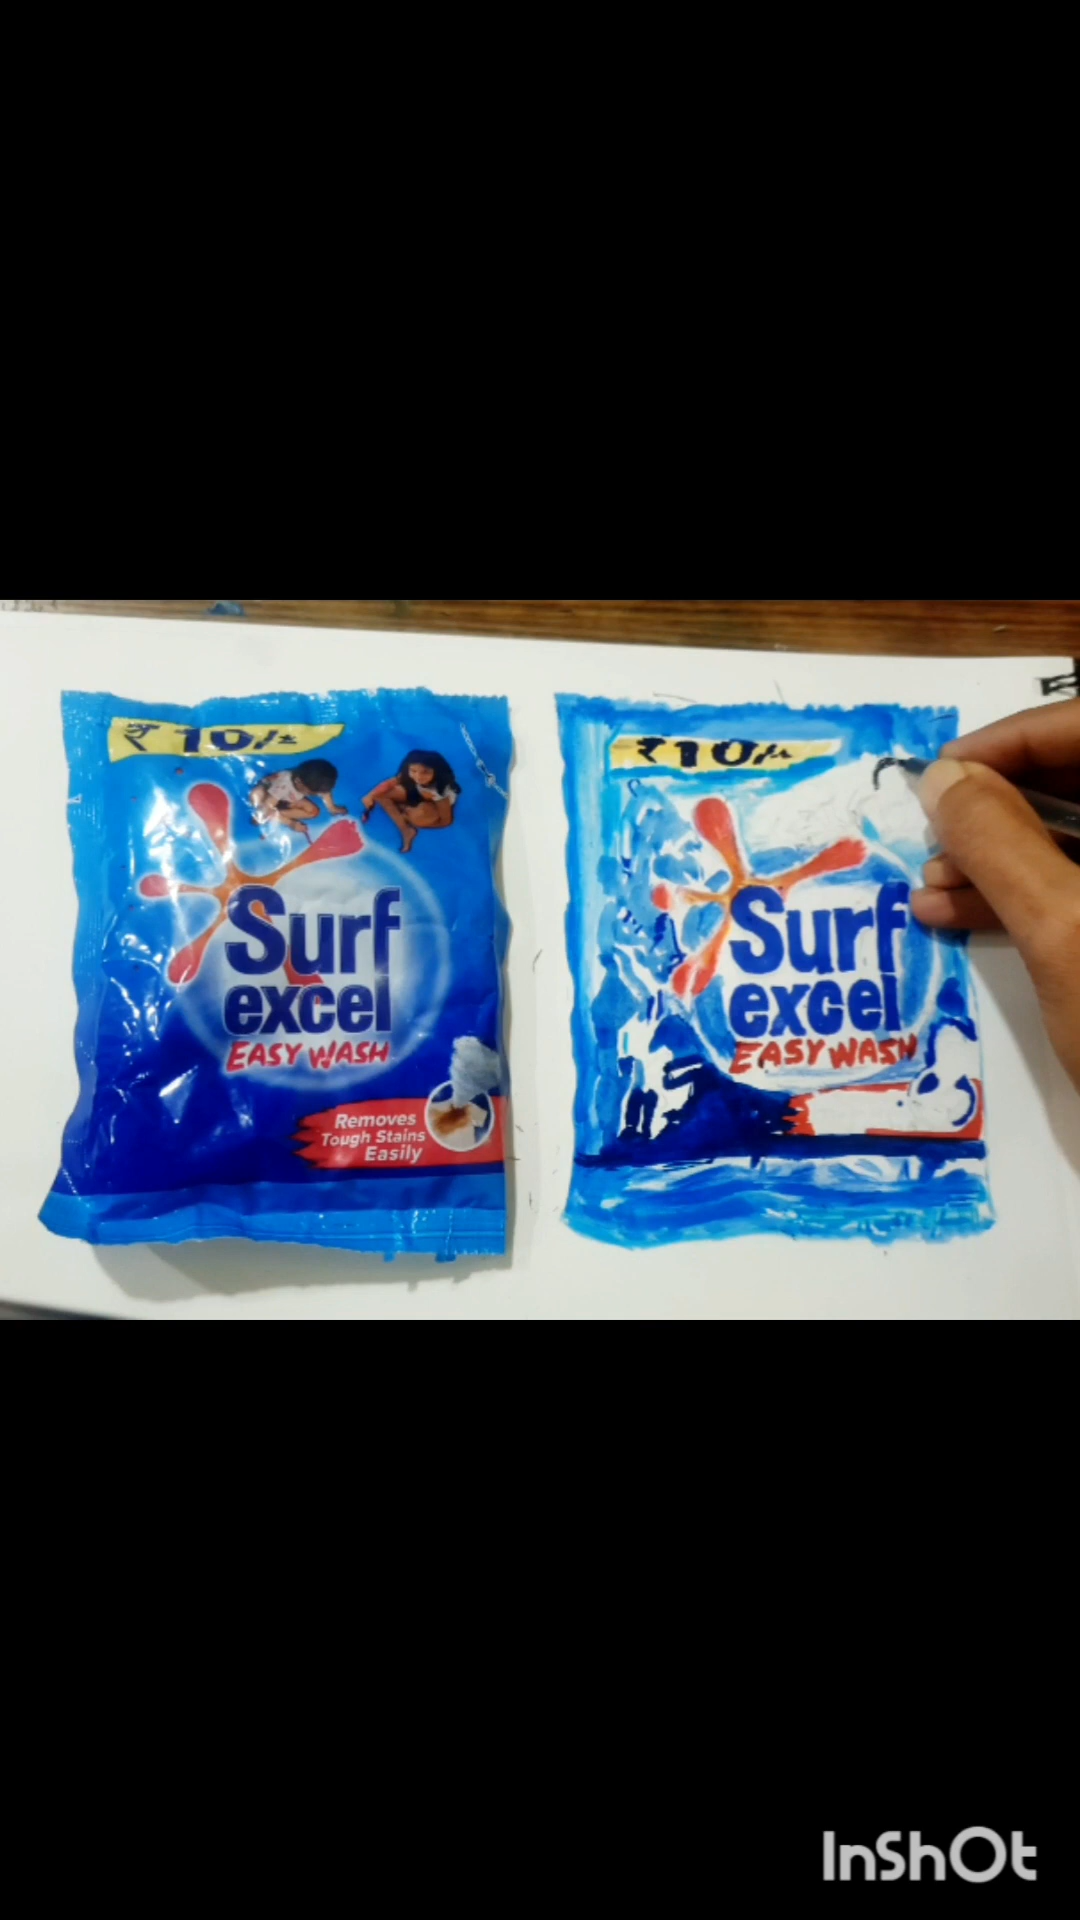 ₹ 10/-
Surf
excel
EASY WASH
Removes
Tough Stains
Easily
₹10/-
Surf
excel
EASY WASH
InShOt